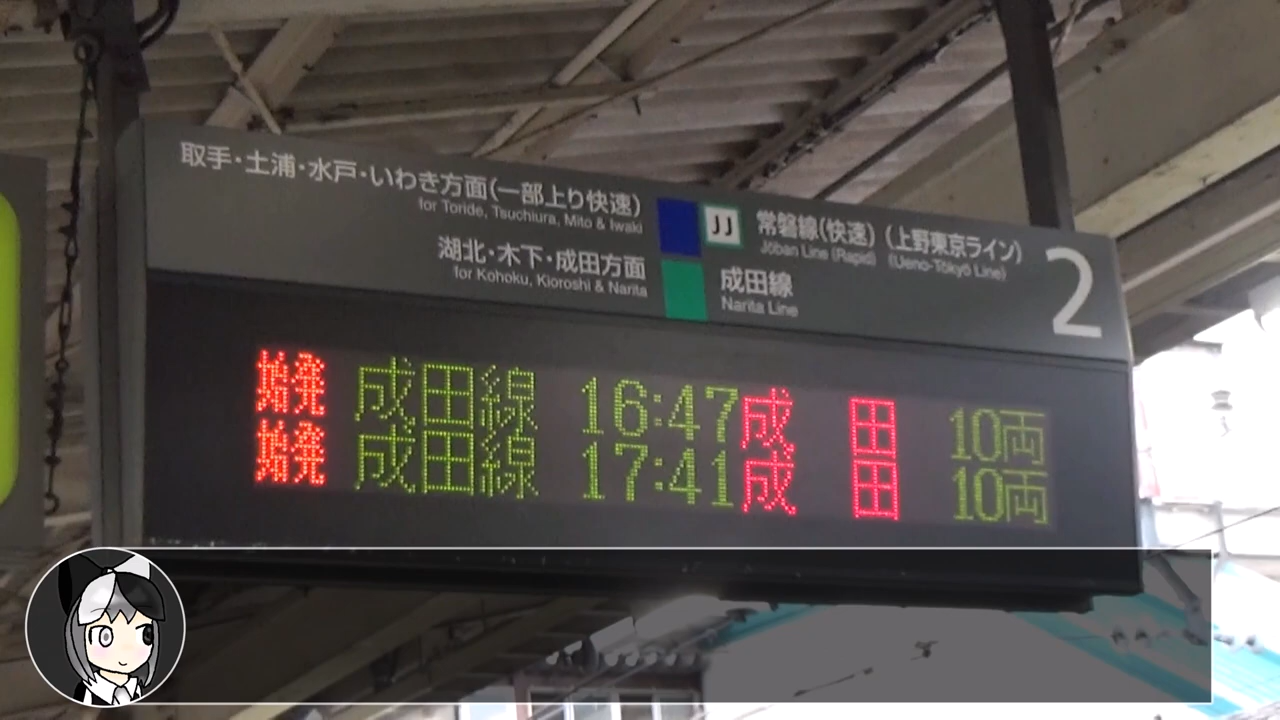 取手・土浦・水戸・いわき方面(一部上り快速)
for Toride, Tsuchiura, Mito & Iwaki
JJ 常磐線(快速) (上野東京ライン)
Jōban Line (Rapid) (Ueno-Tōkyō Line)
湖北・木下・成田方面
for Kohoku, Kioroshi & Narita
成田線
Narita Line
2
始発 成田線 16:47 成田 10両
始発 成田線 17:41 成田 10両